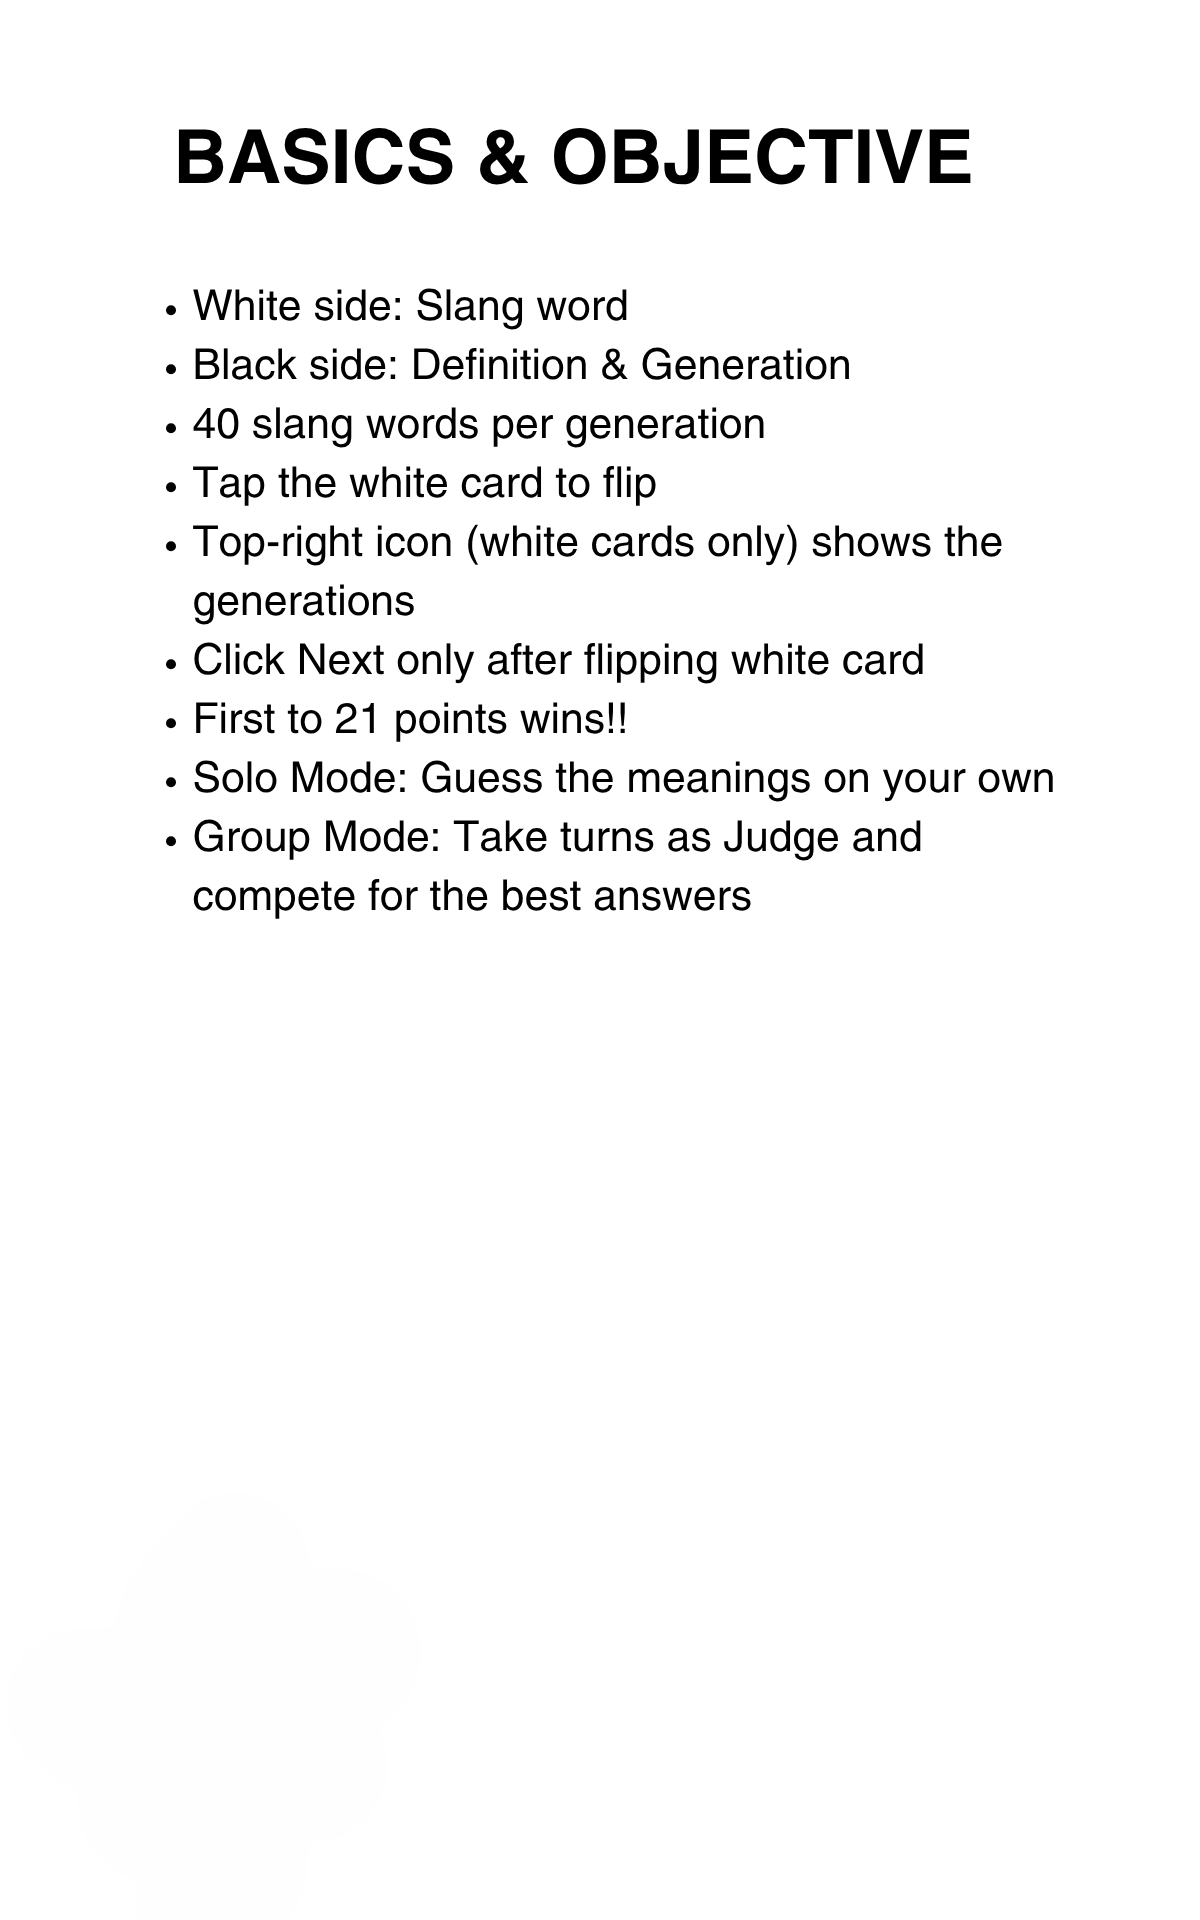 BASICS & OBJECTIVE
• White side: Slang word
• Black side: Definition & Generation
• 40 slang words per generation
• Tap the white card to flip
• Top-right icon (white cards only) shows the
generations
• Click Next only after flipping white card
• First to 21 points wins!!
• Solo Mode: Guess the meanings on your own
• Group Mode: Take turns as Judge and
compete for the best answers